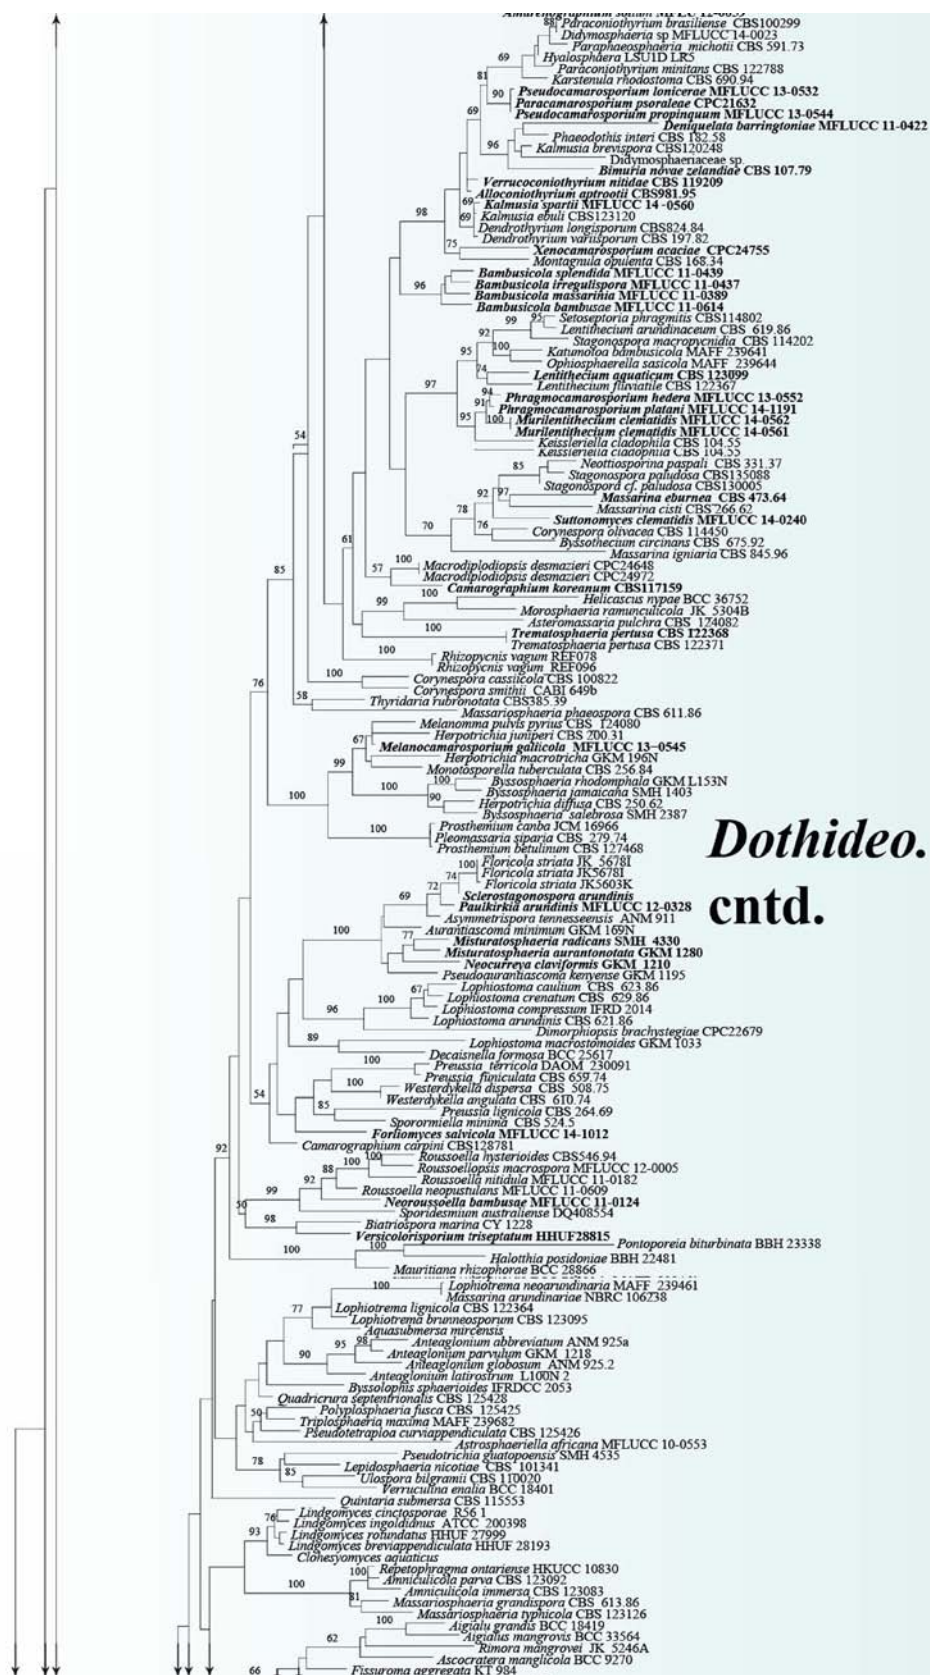 Paraconiothyrium brasiliense CBS100299
88
Didymosphaeria sp MFLUCC 14-0023
Paraphaeosphaeria michotii CBS 591.73
Hyalosphaera LSU1D LR5
69
Paraconiothyrium minitans CBS 122788
81
Karstenula rhodostoma CBS 690.94
90
Pseudocamarosporium lonicerae MFLUCC 13-0532
Paracamarosporium psoraleae CPC21632
69
Pseudocamarosporium propinquum MFLUCC 13-0544
Deniquelata barringtoniae MFLUCC 11-0422
Phaeodothis interi CBS 182.58
96
Kalmusia brevispora CBS120248
Didymosphaeriaceae sp.
Bimuria novae zelandiae CBS 107.79
Verrucoconiothyrium nitidae CBS 119209
Alloconiothyrium aptrootii CBS981.95
69
Kalmusia spartii MFLUCC 14-0560
98
69
Kalmusia ebuli CBS123120
Dendrothyrium longisporum CBS824.84
Dendrothyrium variisporum CBS 197.82
75
Xenocamarosporium acaciae CPC24755
Montagnula opulenta CBS 168.34
Bambusicola splendida MFLUCC 11-0439
96
Bambusicola irregulispora MFLUCC 11-0437
Bambusicola massarinia MFLUCC 11-0389
Bambusicola bambusae MFLUCC 11-0614
99
95
Setoseptoria phragmitis CBS114802
Lentithecium arundinaceum CBS 619.86
92
Stagonospora macropycnidia CBS 114202
95
100
Katumotoa bambusicola MAFF 239641
Ophiosphaerella sasicola MAFF 239644
74
Lentithecium aquaticum CBS 123099
97
Lentithecium fluviatile CBS 122367
94
Phragmocamarosporium hedera MFLUCC 13-0552
91
Phragmocamarosporium platani MFLUCC 14-1191
95
100
Murilentithecium clematidis MFLUCC 14-0562
Murilentithecium clematidis MFLUCC 14-0561
54
Keissleriella cladophila CBS 104.55
Keissleriella cladophila CBS 104.55
85
Neottiosporina paspali CBS 331.37
Stagonospora paludosa CBS135088
92
Stagonospora cf. paludosa CBS130005
97
Massarina eburnea CBS 473.64
78
Massarina cisti CBS 266.62
Suttonomyces clematidis MFLUCC 14-0240
70
76
Corynespora olivacea CBS 114450
61
Byssothecium circinans CBS 675.92
Massarina igniaria CBS 845.96
100
Macrodiplodiopsis desmazieri CPC24648
85
57
Macrodiplodiopsis desmazieri CPC24972
Camarographium koreanum CBS117159
100
Helicascus nypae BCC 36752
99
Morosphaeria ramunculicola JK 5304B
Asteromassaria pulchra CBS 124082
100
Trematosphaeria pertusa CBS 122368
Trematosphaeria pertusa CBS 122371
100
Rhizopycnis vagum REF078
Rhizopycnis vagum REF096
100
Corynespora cassiicola CBS 100822
76
Corynespora smithii CABI 649b
58
Thyridaria rubronotata CBS385.39
Massariosphaeria phaeospora CBS 611.86
Melanomma pulvis pyrius CBS 124080
Herpotrichia juniperi CBS 200.31
67
Melanocamarosporium galiicola MFLUCC 13-0545
99
Herpotrichia macrotricha GKM 196N
Monotosporella tuberculata CBS 256.84
100
100
Byssosphaeria rhodomphala GKM L153N
100
Byssosphaeria jamaicana SMH 1403
90
Herpotrichia diffusa CBS 250.62
Byssosphaeria salebrosa SMH 2387
100
Prosthemium canba JCM 16966
Pleomassaria siparia CBS 279.74
Prosthemium betulinum CBS 127468
Dothideo.
cntd.
100
Floricola striata JK 5678I
74
Floricola striata JK5678I
72
Floricola striata JK5603K
69
Sclerostagonospora arundinis
Paulkirkia arundinis MFLUCC 12-0328
Asymmetrispora tennesseensis ANM 911
100
Aurantiascoma minimum GKM 169N
77
Misturatosphaeria radicans SMH 4330
Misturatosphaeria aurantonotata GKM 1280
Neocurreya claviformis GKM 1210
Pseudoaurantiascoma kenyense GKM 1195
67
Lophiostoma caulium CBS 623.86
Lophiostoma crenatum CBS 629.86
96
Lophiostoma compressum IFRD 2014
Lophiostoma arundinis CBS 621.86
Dimorphiopsis brachystegiae CPC22679
89
Lophiostoma macrostomoides GKM 1033
Decaisnella formosa BCC 25617
100
Preussia terricola DAOM 230091
Preussia funiculata CBS 659.74
100
Westerdykella dispersa CBS 508.75
54
Westerdykella angulata CBS 610.74
85
Preussia lignicola CBS 264.69
Sporormiella minima CBS 524.5
Forliomyces salvicola MFLUCC 14-1012
92
Camarographium carpini CBS128781
100
Roussoella hysterioides CBS546.94
100
Roussoellopsis macrospora MFLUCC 12-0005
88
Roussoella nitidula MFLUCC 11-0182
92
Roussoella neopustulans MFLUCC 11-0609
99
Neoroussoella bambusae MFLUCC 11-0124
50
Sporidesmium australiense DQ408554
98
Biatriospora marina CY 1228
Versicolorisporium triseptatum HHUF28815
100
Pontoporeia biturbinata BBH 23338
100
Halotthia posidoniae BBH 22481
Mauritiana rhizophorae BCC 28866
100
Lophiotrema neoarundinaria MAFF 239461
Massarina arundinariae NBRC 106238
77
Lophiotrema lignicola CBS 122364
Lophiotrema brunneosporum CBS 123095
Aquasubmersa mircensis
95
98
Anteaglonium abbreviatum ANM 925a
90
Anteaglonium parvulum GKM 1218
Anteaglonium globosum ANM 925.2
Anteaglonium latirostrum L100N 2
Byssolophis sphaerioides IFRDCC 2053
Quadricrura septentrionalis CBS 125428
50
Polyplosphaeria fusca CBS 125425
Triplosphaeria maxima MAFF 239682
Pseudotetraploa curviappendiculata CBS 125426
Astrosphaeriella africana MFLUCC 10-0553
78
Pseudotrichia guatopoensis SMH 4535
Lepidosphaeria nicotiae CBS 101341
85
Ulospora bilgramii CBS 110020
Verruculina enalia BCC 18401
Quintaria submersa CBS 115553
Lindgomyces cinctosporae R56 1
76
Lindgomyces ingoldianus ATCC 200398
93
Lindgomyces rotundatus HHUF 27999
Lindgomyces breviappendiculata HHUF 28193
Clohesyomyces aquaticus
100
Repetophragma ontariense HKUCC 10830
100
Amniculicola parva CBS 123092
Amniculicola immersa CBS 123083
81
Massariosphaeria grandispora CBS 613.86
Massariosphaeria typhicola CBS 123126
100
Aigialu grandis BCC 18419
62
Aigialus mangrovis BCC 33564
Rimora mangrovei JK 5246A
Ascocratera manglicola BCC 9270
66
Fissuroma aggregata KT 984